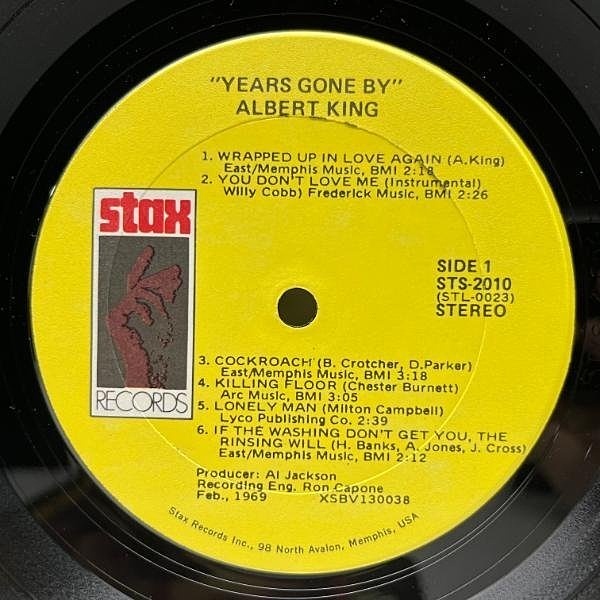 "YEARS GONE BY"
ALBERT KING
1. WRAPPED UP IN LOVE AGAIN (A.King)
East/Memphis Music, BMI 2:18
2. YOU DON'T LOVE ME (Instrumental)
Willy Cobb) Frederick Music, BMI 2:26
stax
RECORDS
SIDE 1
STS-2010
(STL-0023)
STEREO
3. COCKROACH (B. Crotcher, D.Parker)
East/Memphis Music, BMI 3:18
4. KILLING FLOOR (Chester Burnett)
Arc Music, BMI 3:05
5. LONELY MAN (Milton Campbell)
Lyco Publishing Co. 2:39
6. IF THE WASHING DON'T GET YOU, THE
RINSING WILL (H. Banks, A. Jones, J. Cross)
East/Memphis Music, BMI 2:12
Producer: Al Jackson
Recording Eng. Ron Capone
Feb., 1969 XSBV130038
Stax Records Inc., 98 North Avalon, Memphis, USA